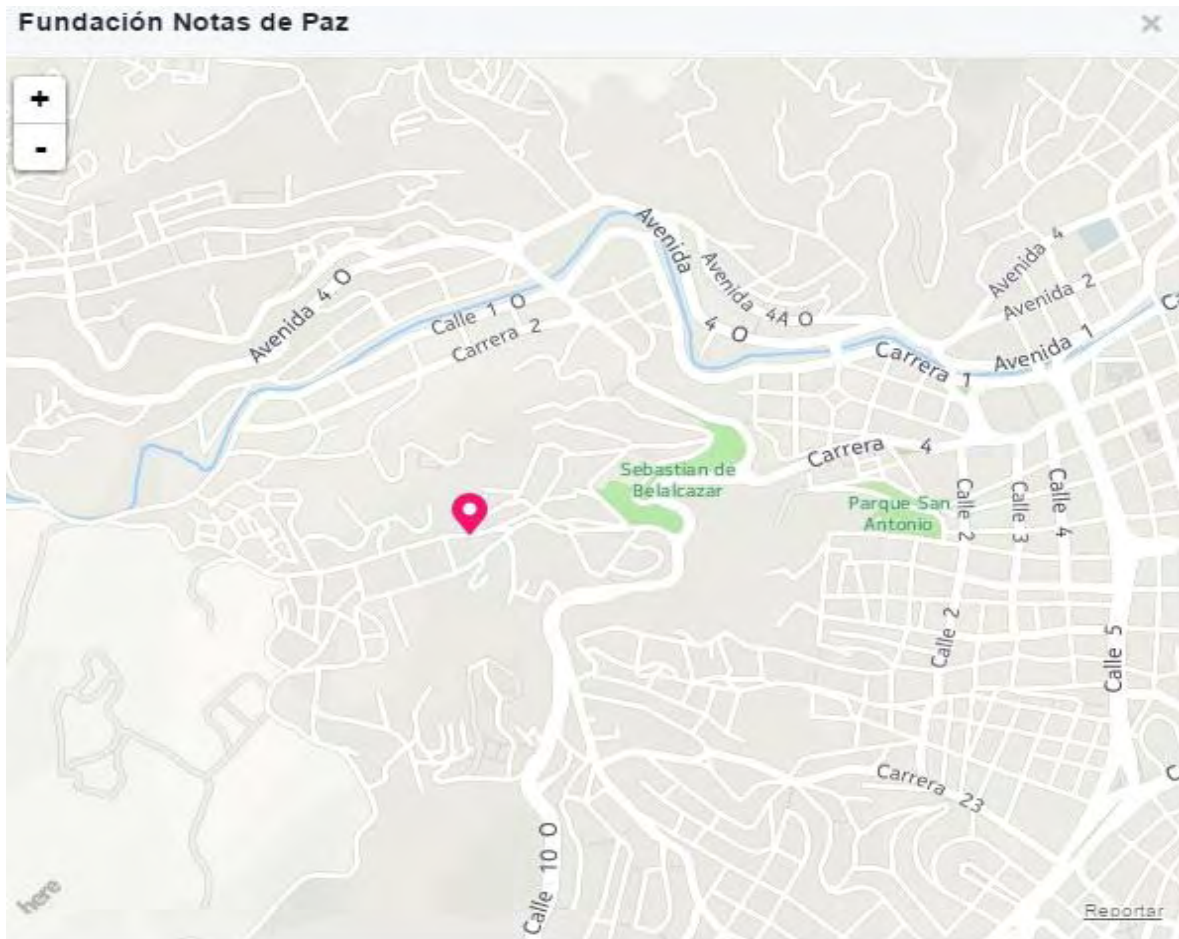 Fundación Notas de Paz
×
+
-
Avenida
Avenida 4A O
4 O
Avenida 4
Avenida 2
Avenida 1
Avenida 4 O
Calle 1 O
Carrera 2
Carrera 1
Carrera 4
Sebastian de
Belalcazar
Parque San
Antonio
Calle 2
Calle 3
Calle 4
Calle 2
Calle 5
Carrera 23
Calle 10 O
here
Reportar